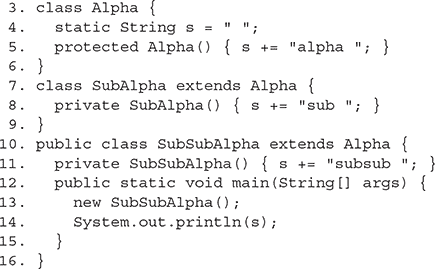 3. class Alpha {
4.   static String s = " ";
5.   protected Alpha() { s += "alpha "; }
6. }
7. class SubAlpha extends Alpha {
8.   private SubAlpha() { s += "sub "; }
9. }
10. public class SubSubAlpha extends Alpha {
11.   private SubSubAlpha() { s += "subsub "; }
12.   public static void main(String[] args) {
13.     new SubSubAlpha();
14.     System.out.println(s);
15.   }
16. }